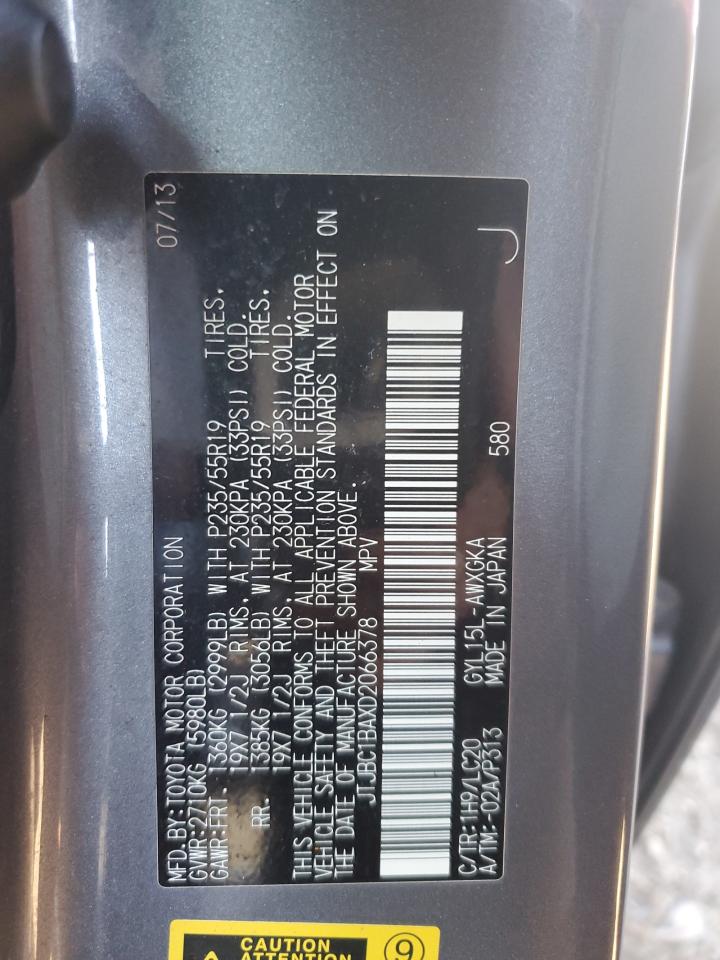 MFD.BY:TOYOTA MOTOR CORPORATION 07/13
GVWR:2710KG (5980LB)
GAWR:FRT- 1360KG (2999LB) WITH P235/55R19 TIRES,
19X7 1/2J RIMS, AT 230KPA (33PSI) COLD.
RR. 1385KG (3056LB) WITH P235/55R19 TIRES,
19X7 1/2J RIMS, AT 230KPA (33PSI) COLD.
THIS VEHICLE CONFORMS TO ALL APPLICABLE FEDERAL MOTOR
VEHICLE SAFETY AND THEFT PREVENTION STANDARDS IN EFFECT ON
THE DATE OF MANUFACTURE SHOWN ABOVE.
JTJBC1BAXD2066378 MPV
C/TR:1H9/LC20 GYL15L-AWXGKA
A/TM:-02A/P313 MADE IN JAPAN 580 J
CAUTION 9
ATTENTION